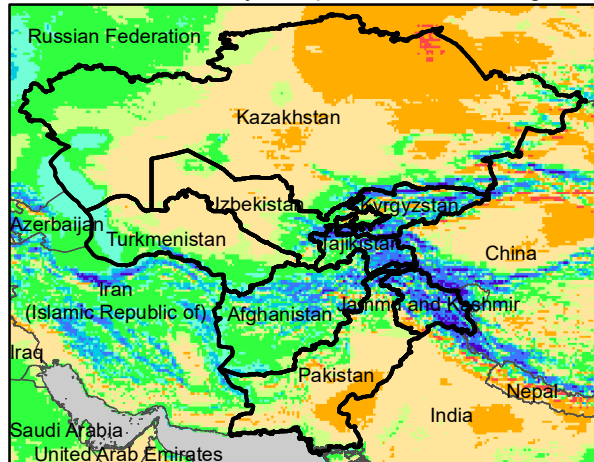 Russian Federation
Kazakhstan
Uzbekistan
Kyrgyzstan
Azerbaijan
Turkmenistan
Tajikistan
China
Iran
(Islamic Republic of)
Afghanistan
Jammu and Kashmir
Iraq
Pakistan
Nepal
India
Saudi Arabia
United Arab Emirates